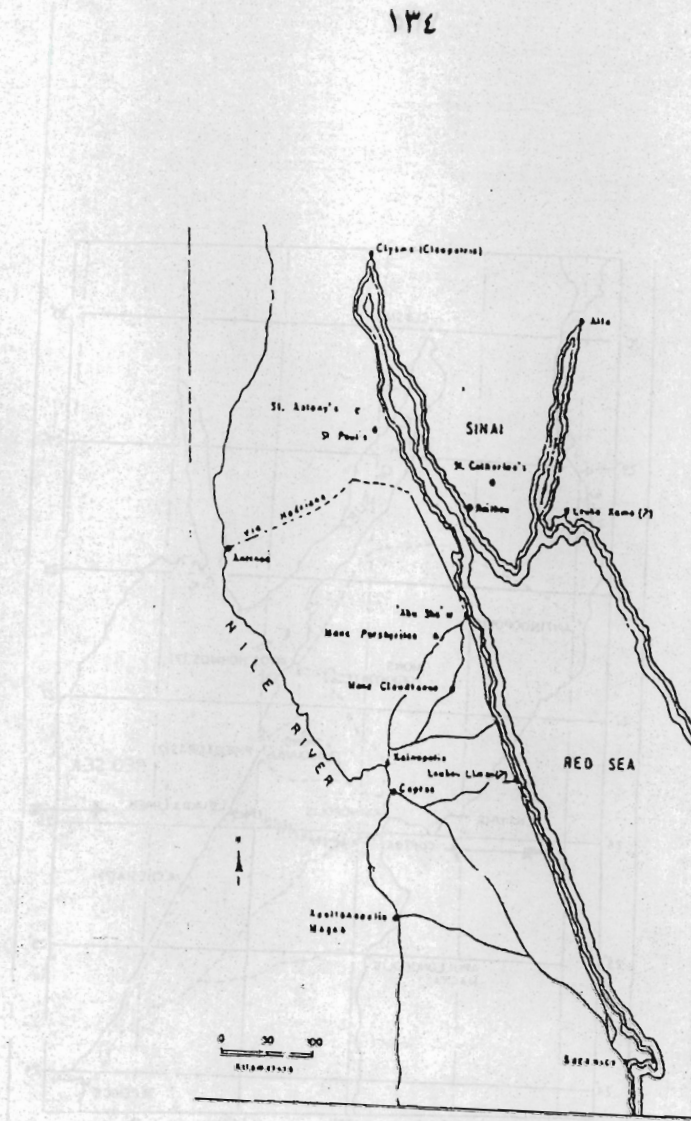 ١٣٤
Clysma (Cleopatris)
Aila
St. Antony's
St Paul's
SINAI
St. Catherine's
Raithou
Leuke Kome (?)
Via Hadriana
Antinoë
'Abu Sha'ar
Mons Porphyrites
Mons Claudianus
NILE RIVER
Kainopolis
RED SEA
Leukos Limen (?)
Coptos
Apollonopolis
Magna
0 50 100
Kilometers
Berenice